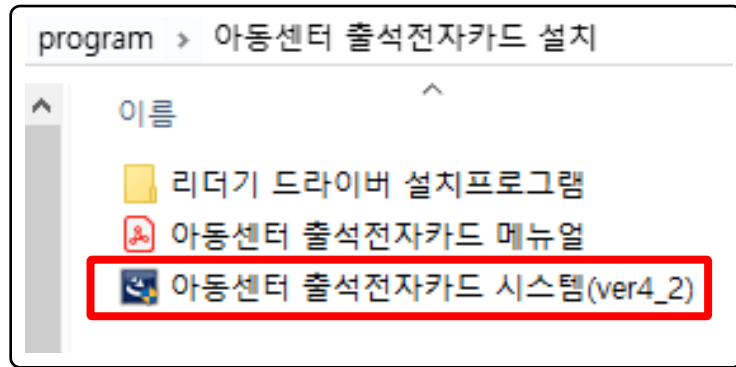 program > 아동센터 출석전자카드 설치
이름
리더기 드라이버 설치프로그램
아동센터 출석전자카드 메뉴얼
아동센터 출석전자카드 시스템(ver4_2)